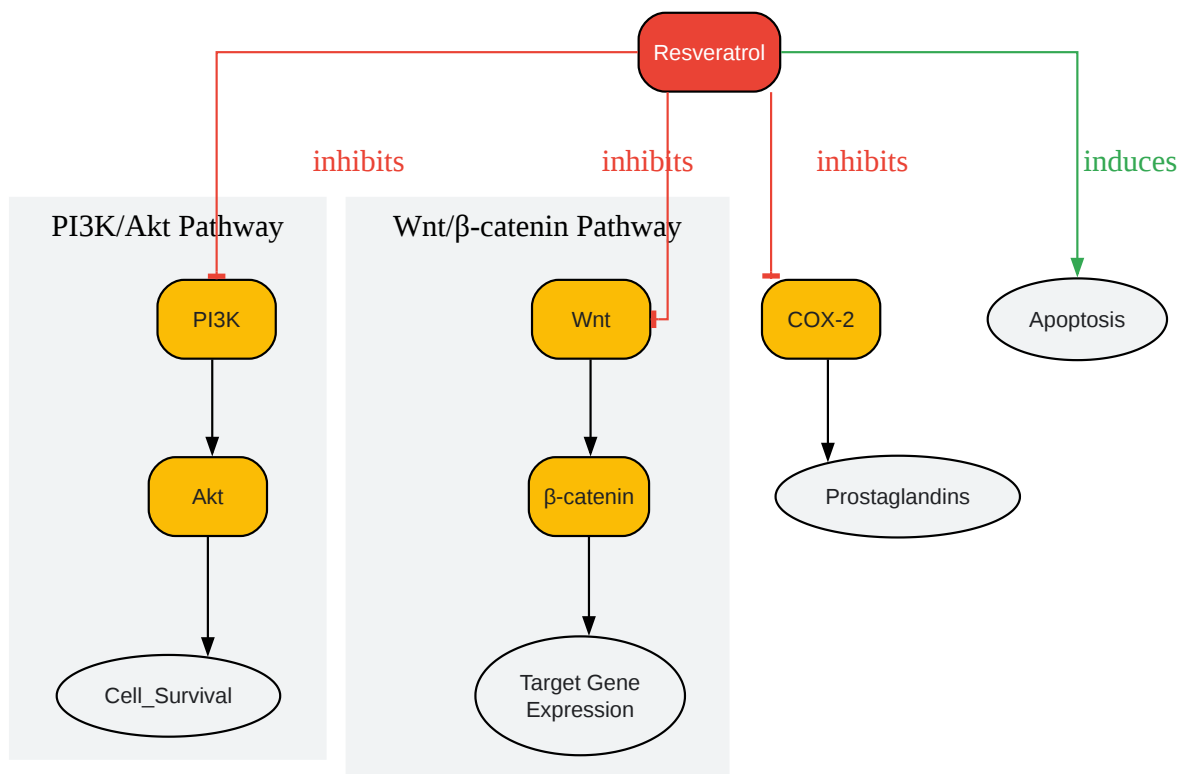 Resveratrol
inhibits
inhibits
inhibits
induces
PI3K/Akt Pathway
Wnt/β-catenin Pathway
PI3K
Wnt
COX-2
Apoptosis
Akt
β-catenin
Prostaglandins
Cell_Survival
Target Gene
Expression